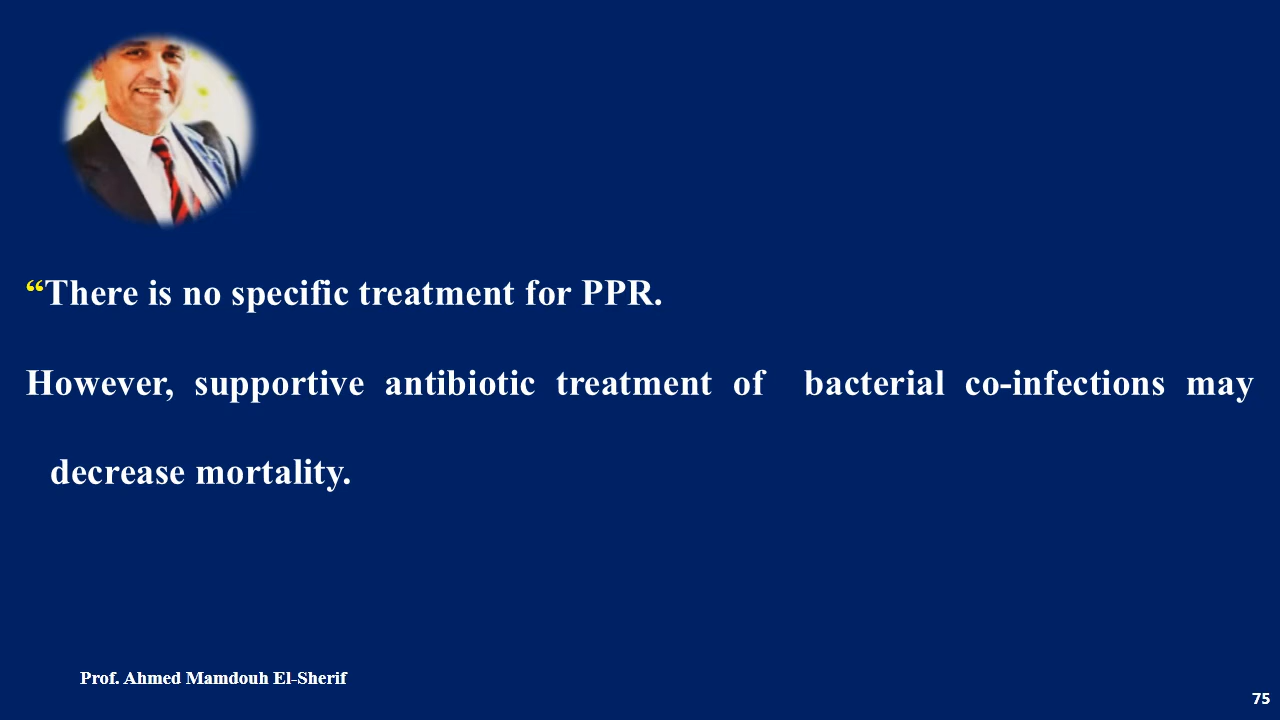 “There is no specific treatment for PPR.
However, supportive antibiotic treatment of bacterial co-infections may
decrease mortality.
Prof. Ahmed Mamdouh El-Sherif
75